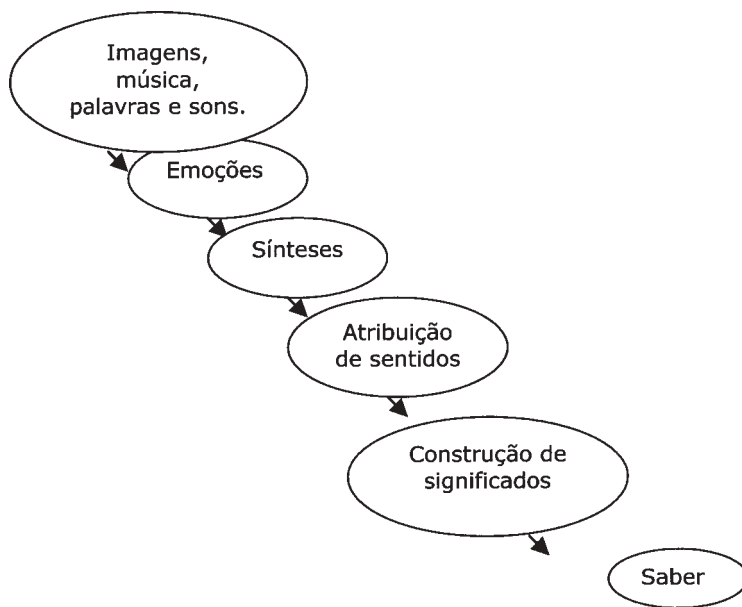 Imagens,
música,
palavras e sons.
Emoções
Sínteses
Atribuição
de sentidos
Construção de
significados
Saber